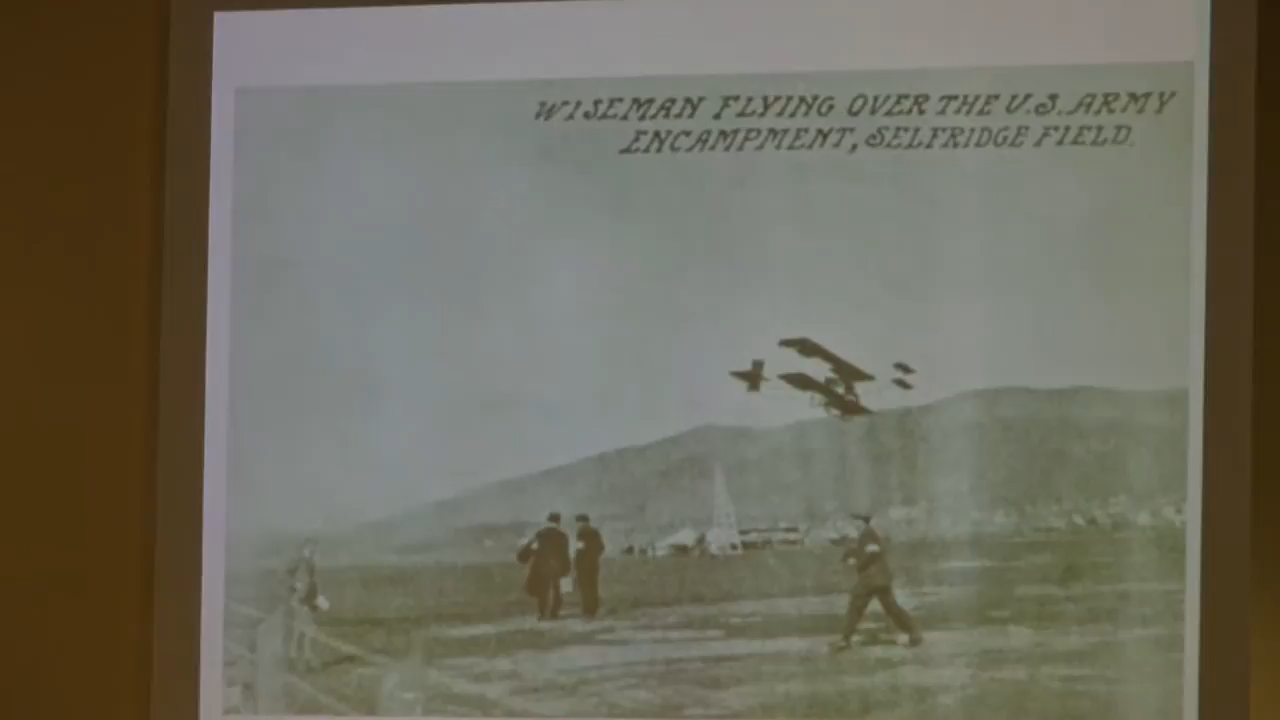 WISEMAN FLYING OVER THE U.S. ARMY
ENCAMPMENT, SELFRIDGE FIELD.